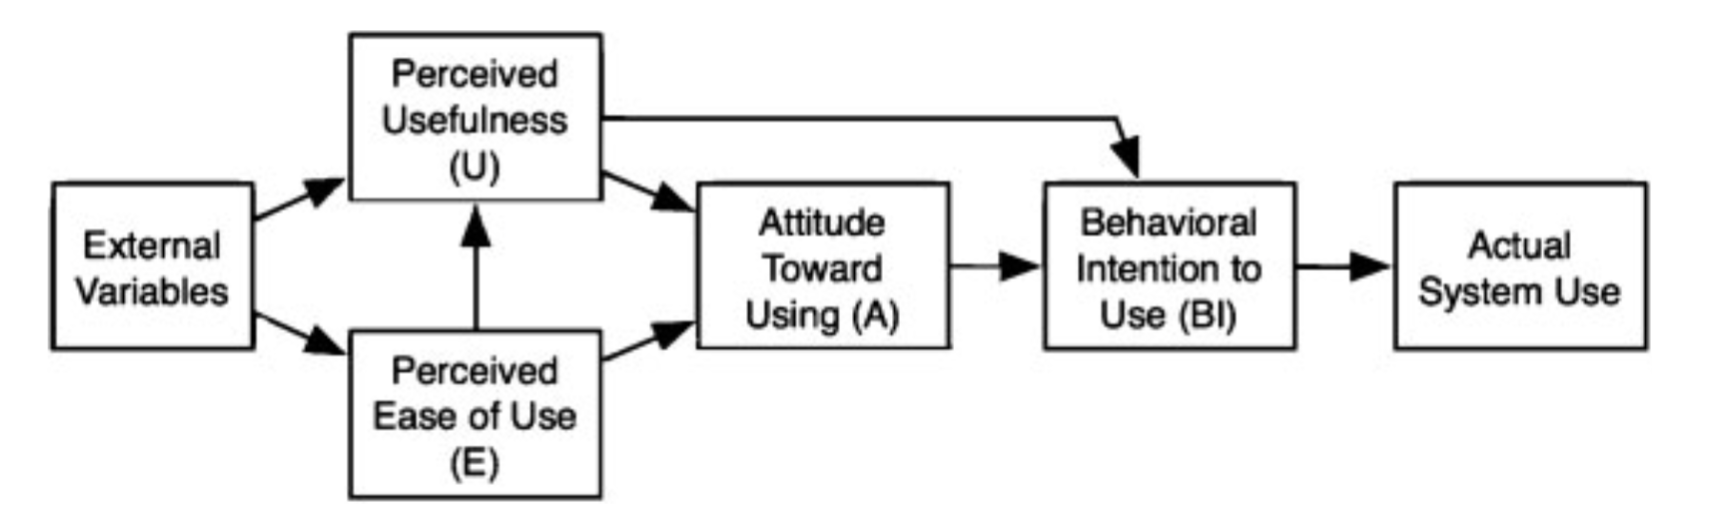 External
Variables
Perceived
Usefulness
(U)
Perceived
Ease of Use
(E)
Attitude
Toward
Using (A)
Behavioral
Intention to
Use (BI)
Actual
System Use